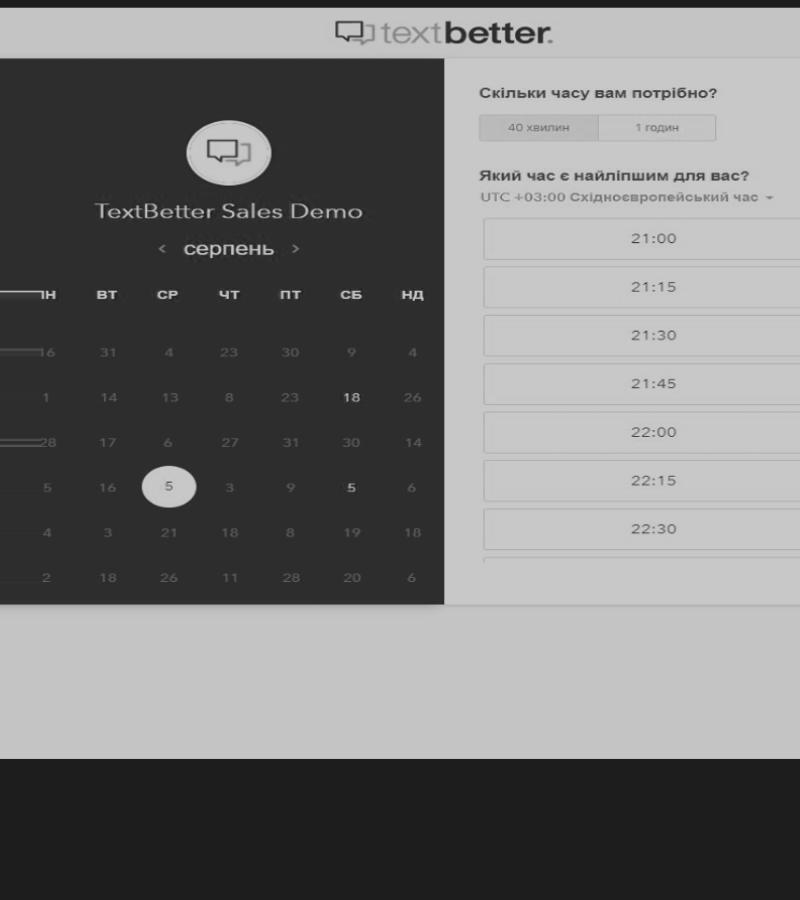 textbetter.
TextBetter Sales Demo
< серпень >
ПН ВТ СР ЧТ ПТ СБ НД
16 31 4 23 30 9 4
1 14 13 8 23 18 26
28 17 6 27 31 30 14
5 16 5 3 9 5 6
4 3 21 18 8 19 18
2 18 26 11 28 20 6
Скільки часу вам потрібно?
40 хвилин 1 годин
Який час є найліпшим для вас?
UTC +03:00 Східноєвропейський час
21:00
21:15
21:30
21:45
22:00
22:15
22:30